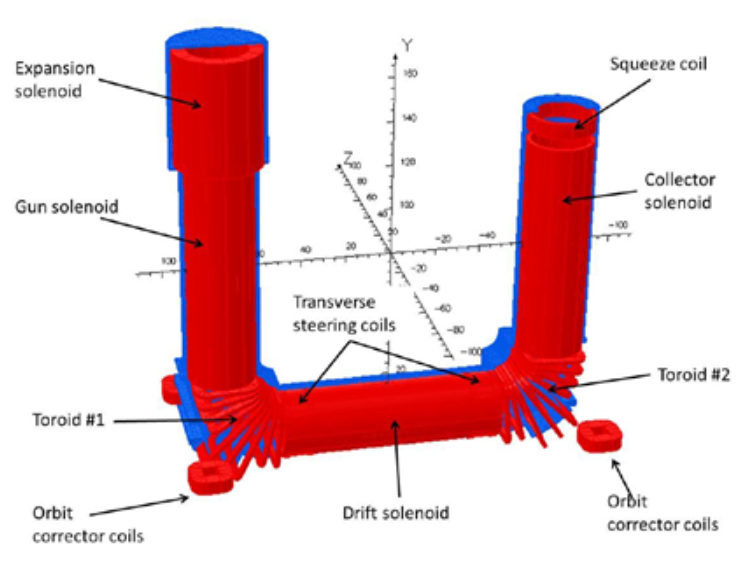 Expansion
solenoid
Y
160
Squeeze coil
140
Z
100
80
60
40
20
120
100
Collector
solenoid
Gun solenoid
100
40
20
-20
-40
-100
-20
-40
-60
-80
-100
Transverse
steering coils
20
Toroid #1
Toroid #2
Orbit
corrector coils
Drift solenoid
Orbit
corrector coils